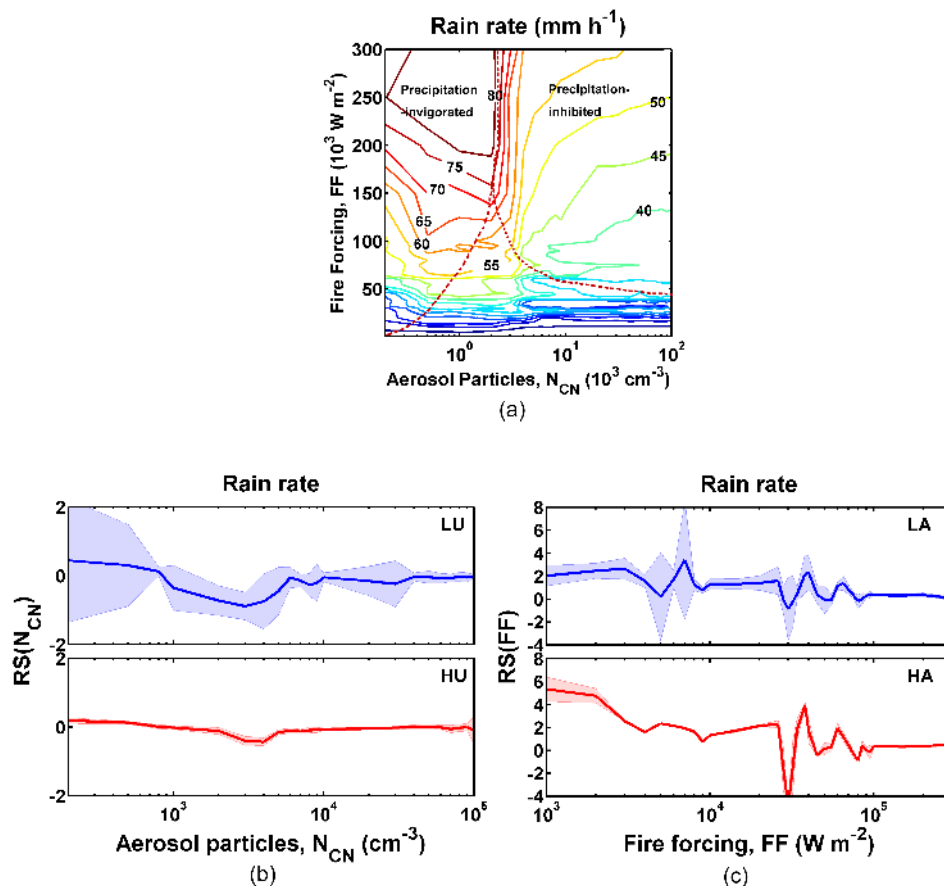 Rain rate (mm h⁻¹)
Fire Forcing, FF (10³ W m⁻²)
300
250
200
150
100
50
Precipitation
-invigorated
Precipitation-
inhibited
80
75
70
65
60
55
50
45
40
10⁰
10¹
10²
Aerosol Particles, N_CN (10³ cm⁻³)
(a)
Rain rate
RS(N_CN)
2
0
-2
LU
2
0
-2
HU
10³
10⁴
10⁵
Aerosol particles, N_CN (cm⁻³)
(b)
Rain rate
RS(FF)
8
6
4
2
0
-2
-4
LA
8
6
4
2
0
-2
-4
HA
10³
10⁴
10⁵
Fire forcing, FF (W m⁻²)
(c)